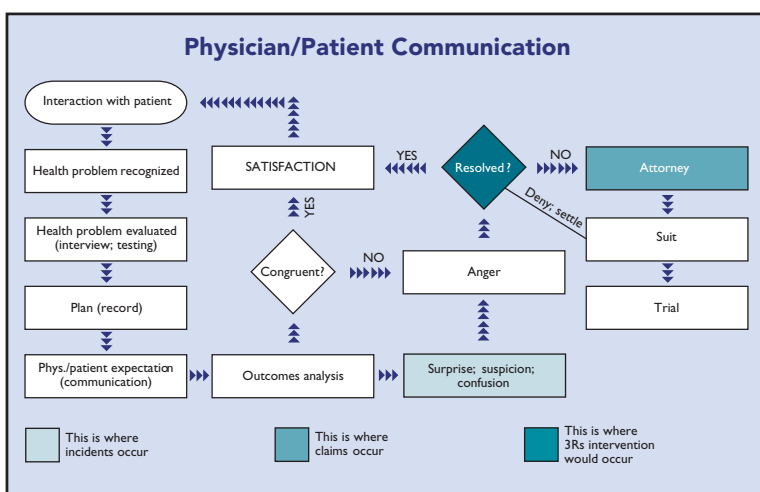 Physician/Patient Communication
Interaction with patient
Health problem recognized
Health problem evaluated
(interview; testing)
Plan (record)
Phys./patient expectation
(communication)
Outcomes analysis
Congruent?
YES
SATISFACTION
NO
Surprise; suspicion;
confusion
Anger
Resolved?
YES
NO
Attorney
Deny; settle
Suit
Trial
This is where
incidents occur
This is where
claims occur
This is where
3Rs intervention
would occur